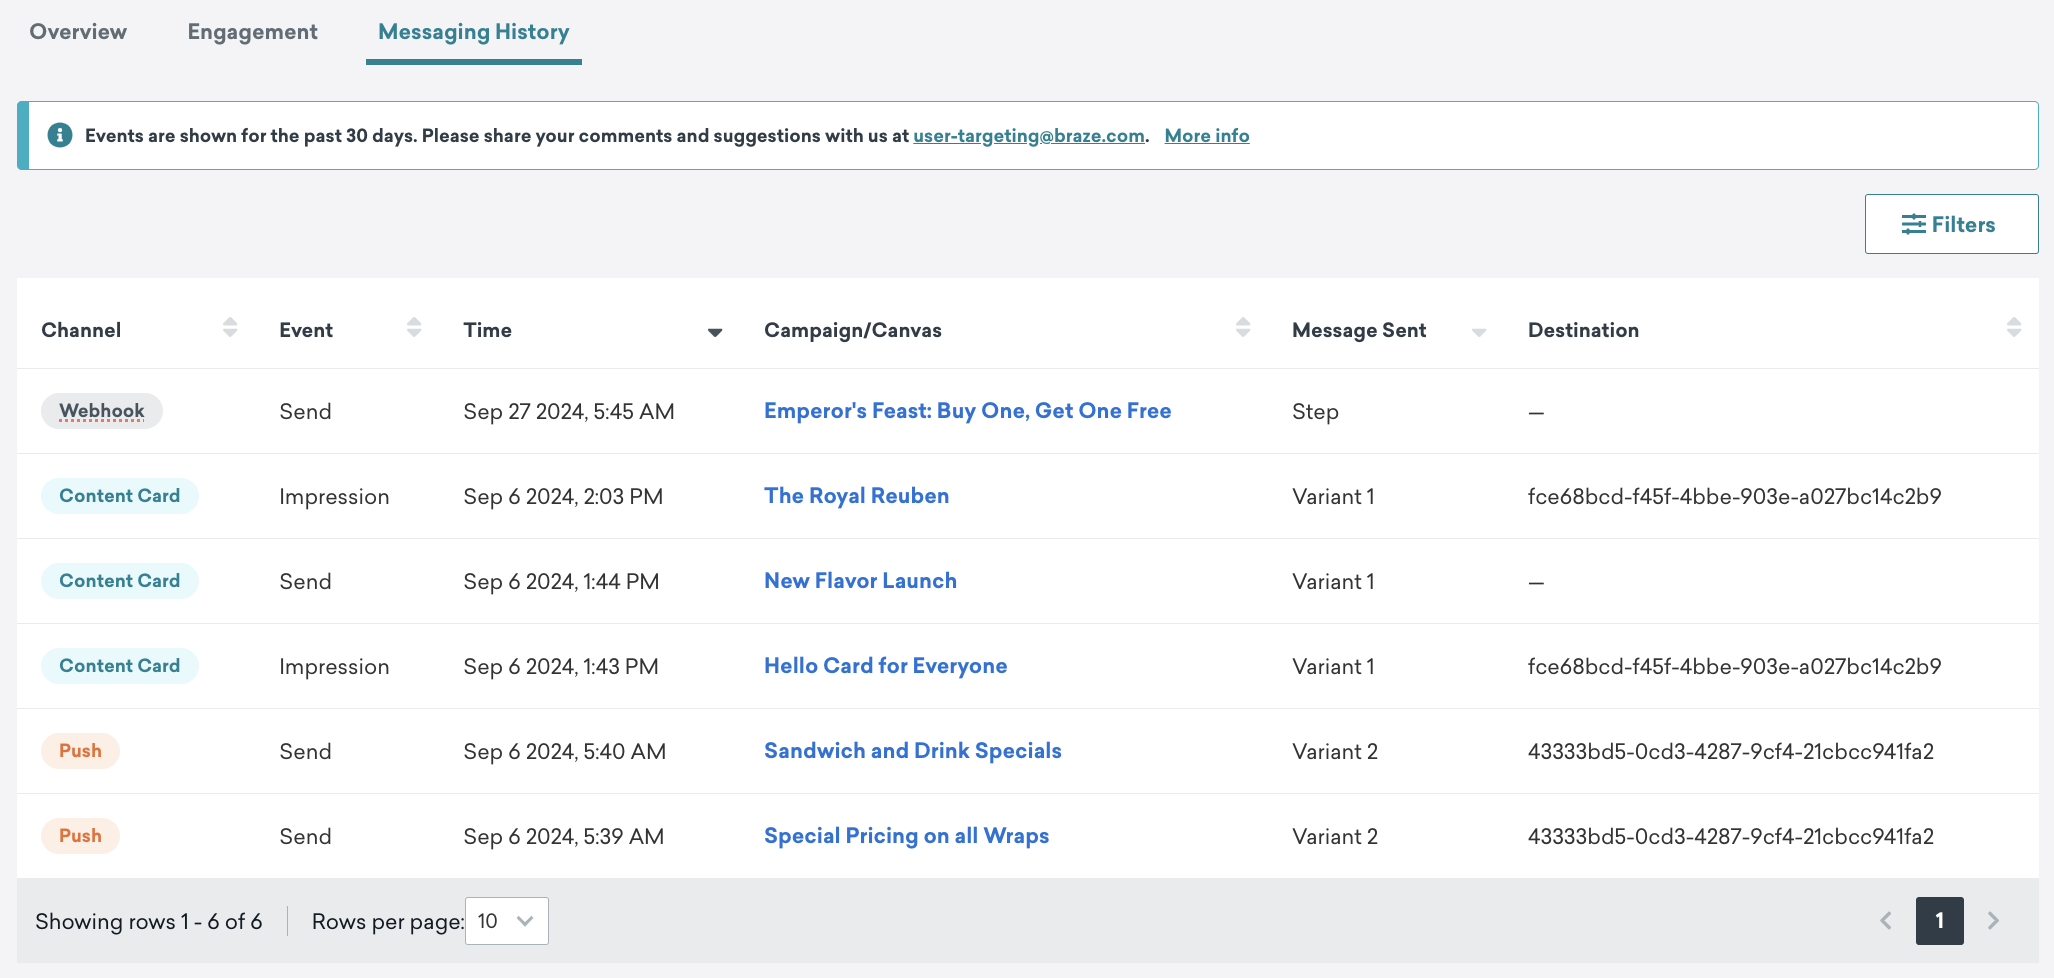 Overview Engagement Messaging History
Events are shown for the past 30 days. Please share your comments and suggestions with us at user-targeting@braze.com. More info
Filters
Channel Event Time Campaign/Canvas Message Sent Destination
Webhook Send Sep 27 2024, 5:45 AM Emperor's Feast: Buy One, Get One Free Step —
Content Card Impression Sep 6 2024, 2:03 PM The Royal Reuben Variant 1 fce68bcd-f45f-4bbe-903e-a027bc14c2b9
Content Card Send Sep 6 2024, 1:44 PM New Flavor Launch Variant 1 —
Content Card Impression Sep 6 2024, 1:43 PM Hello Card for Everyone Variant 1 fce68bcd-f45f-4bbe-903e-a027bc14c2b9
Push Send Sep 6 2024, 5:40 AM Sandwich and Drink Specials Variant 2 43333bd5-0cd3-4287-9cf4-21cbcc941fa2
Push Send Sep 6 2024, 5:39 AM Special Pricing on all Wraps Variant 2 43333bd5-0cd3-4287-9cf4-21cbcc941fa2
Showing rows 1 - 6 of 6 Rows per page: 10 1